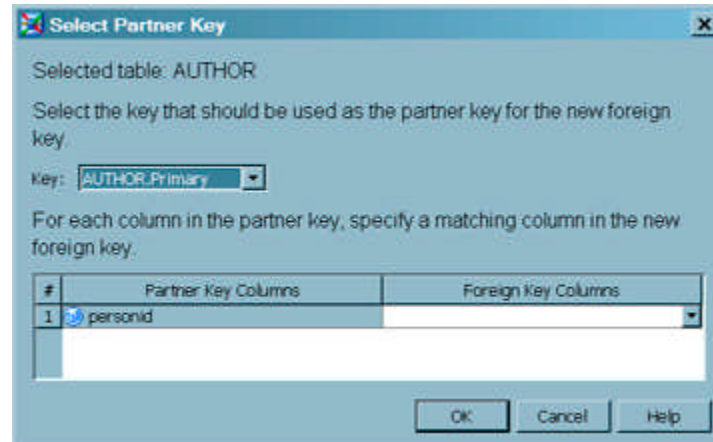 Select Partner Key
Selected table: AUTHOR
Select the key that should be used as the partner key for the new foreign
key.
Key: AUTHOR.Primary
For each column in the partner key, specify a matching column in the new
foreign key.
# Partner Key Columns Foreign Key Columns
1 personid
OK Cancel Help